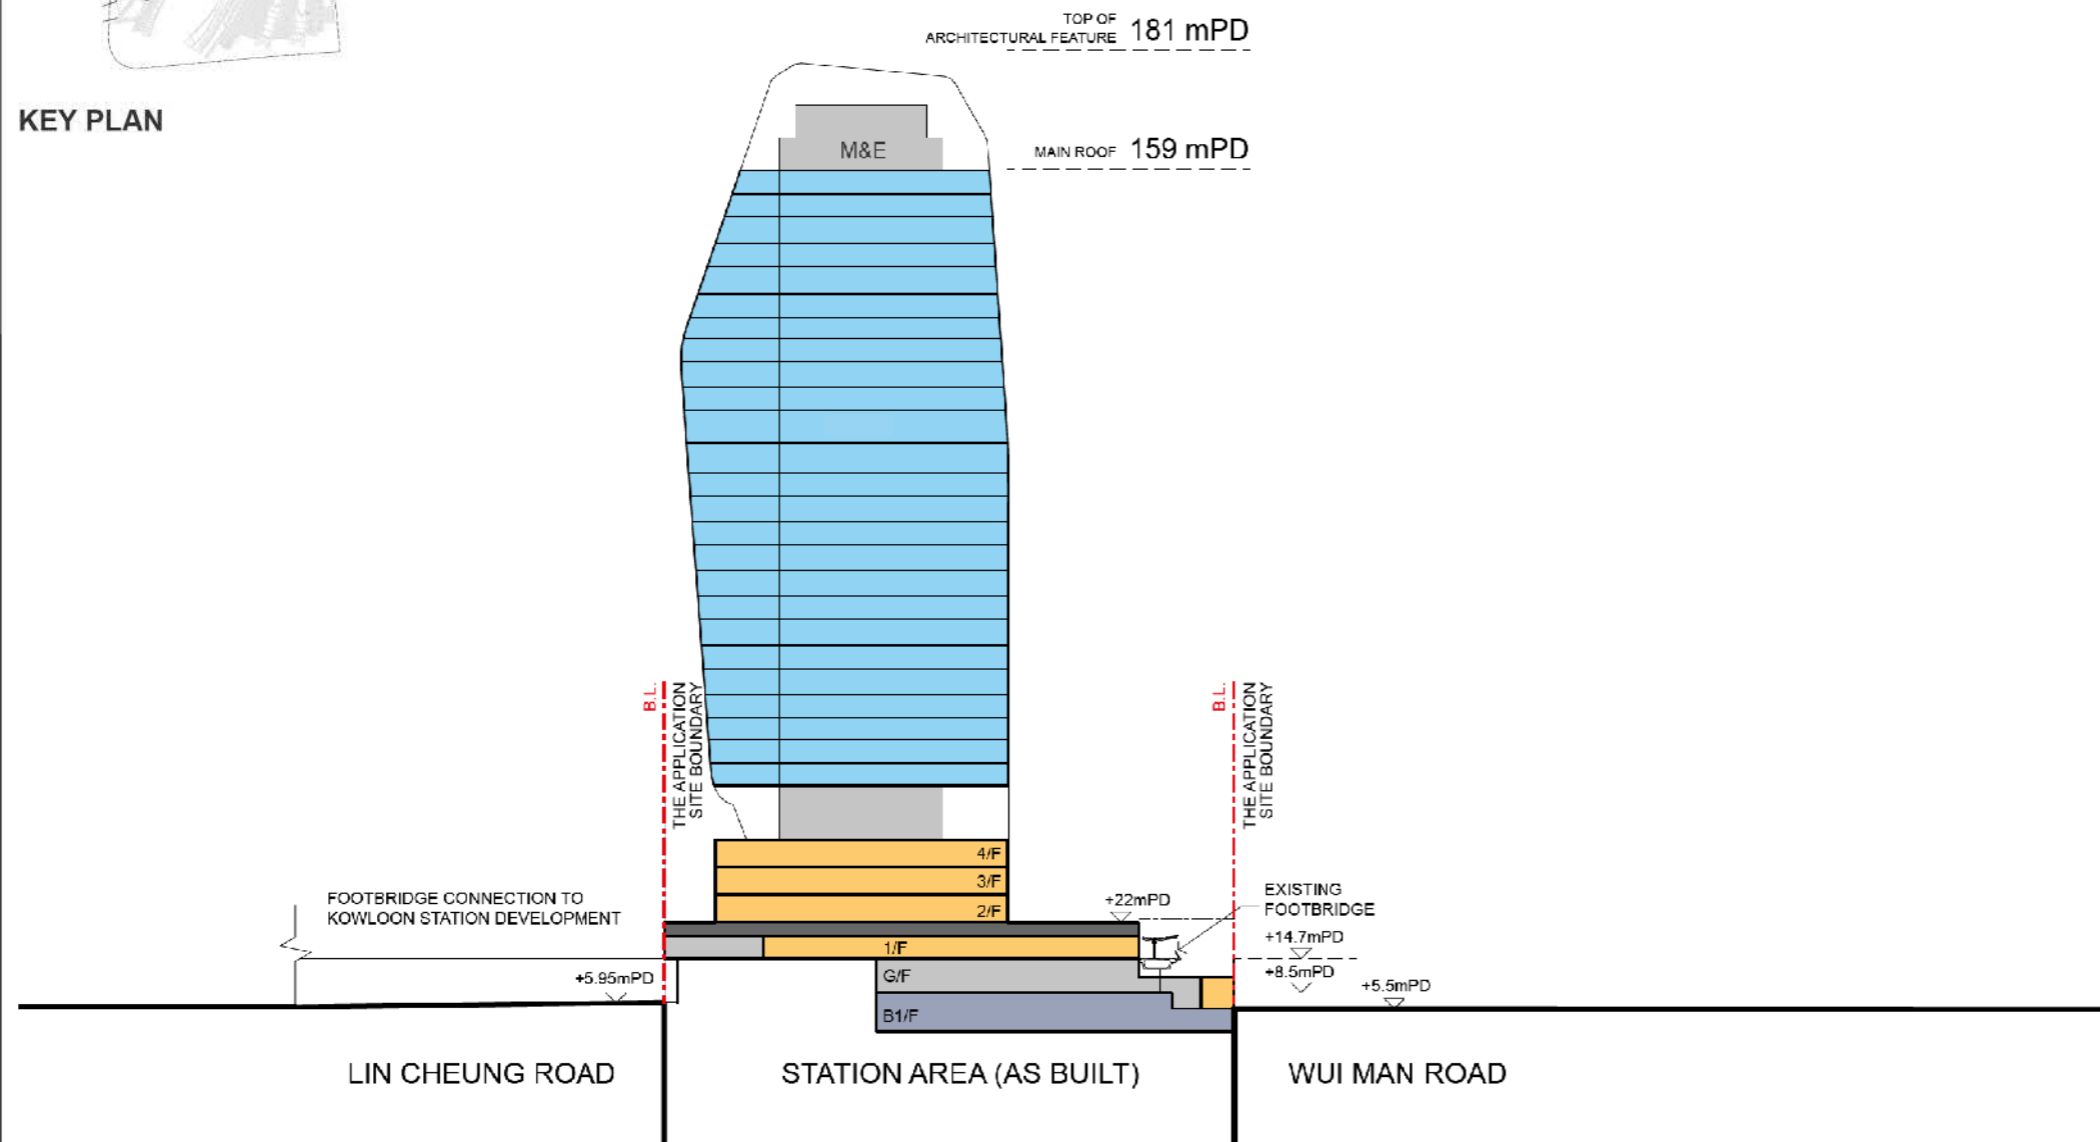 TOP OF
ARCHITECTURAL FEATURE 181 mPD
KEY PLAN
MAIN ROOF 159 mPD
M&E
B.L.
THE APPLICATION
SITE BOUNDARY
B.L.
THE APPLICATION
SITE BOUNDARY
4/F
3/F
2/F
FOOTBRIDGE CONNECTION TO
KOWLOON STATION DEVELOPMENT
+22mPD
EXISTING
FOOTBRIDGE
1/F
+14.7mPD
+5.95mPD
G/F
+8.5mPD
+5.5mPD
B1/F
LIN CHEUNG ROAD
STATION AREA (AS BUILT)
WUI MAN ROAD